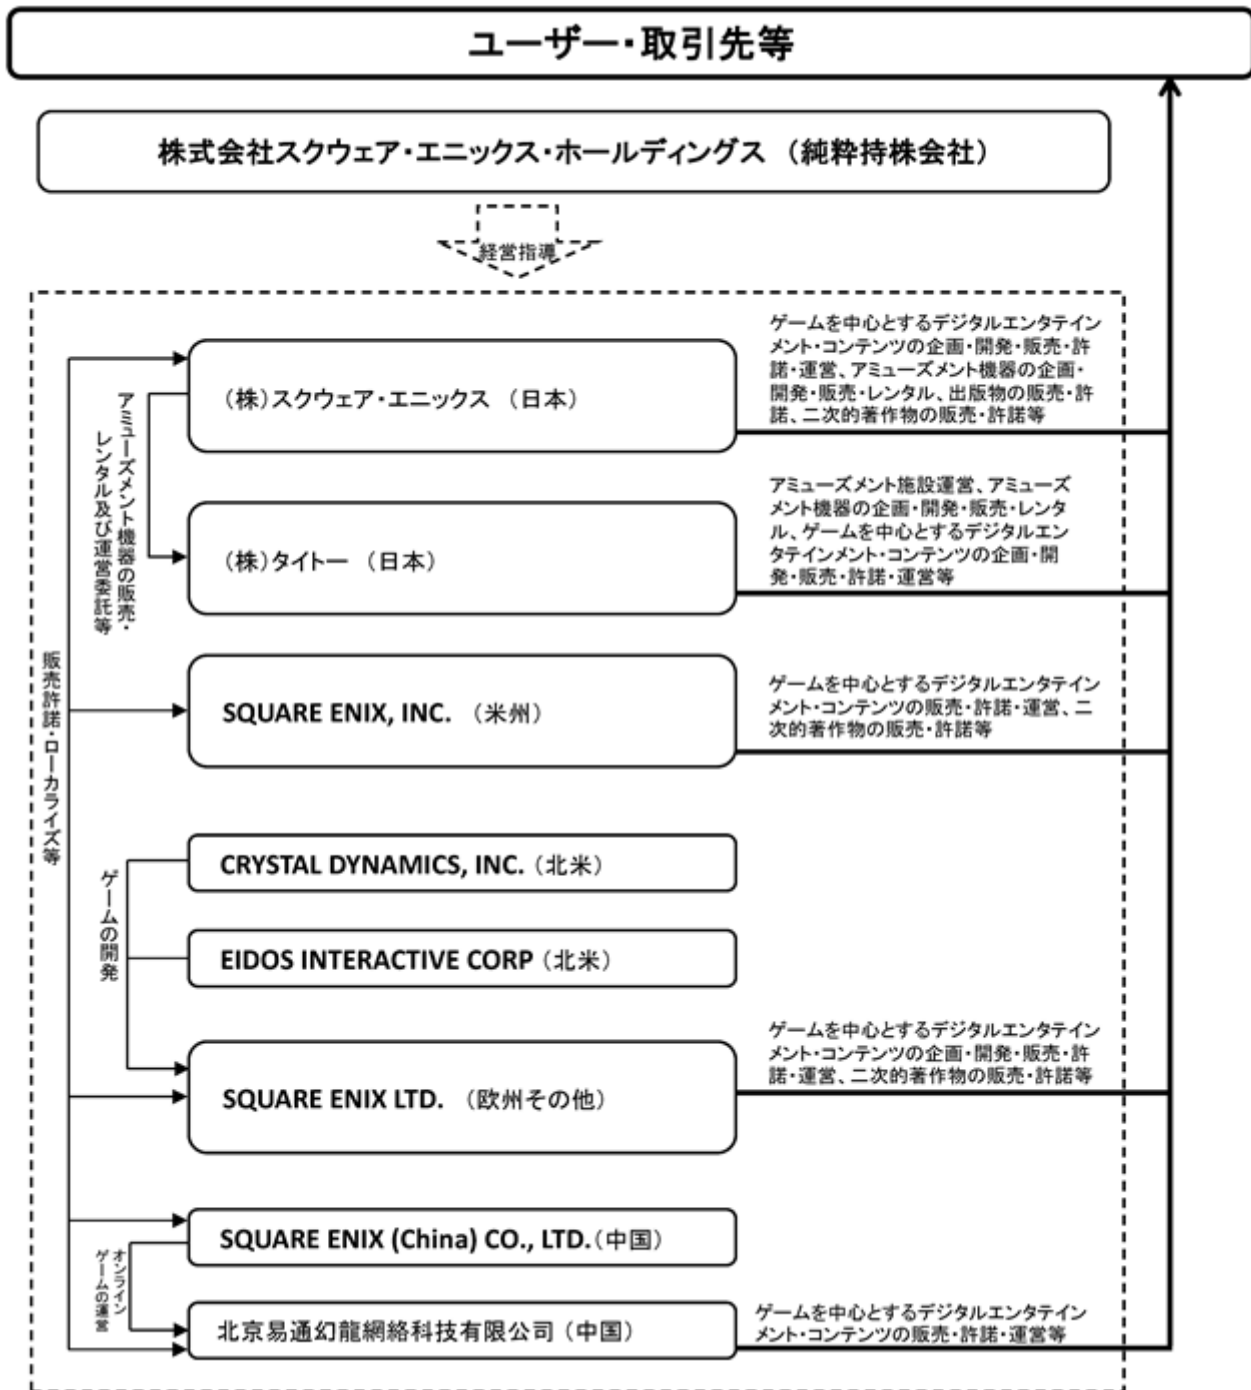 ユーザー・取引先等
株式会社スクウェア・エニックス・ホールディングス （純粋持株会社）
経営指導
ゲームを中心とするデジタルエンタテイン
メント・コンテンツの企画・開発・販売・許
諾・運営、アミューズメント機器の企画・
開発・販売・レンタル、出版物の販売・許
諾、二次的著作物の販売・許諾等
（株）スクウェア・エニックス （日本）
アミューズメント機器の販売・
レンタル及び運営委託等
アミューズメント施設運営、アミューズ
メント機器の企画・開発・販売・レンタ
ル、ゲームを中心とするデジタルエン
タテインメント・コンテンツの企画・開
発・販売・許諾・運営等
（株）タイトー （日本）
販売許諾・ローカライズ等
SQUARE ENIX, INC. （米州）
ゲームを中心とするデジタルエンタテイン
メント・コンテンツの販売・許諾・運営、二
次的著作物の販売・許諾等
CRYSTAL DYNAMICS, INC.（北米）
ゲームの開発
EIDOS INTERACTIVE CORP（北米）
ゲームを中心とするデジタルエンタテイン
メント・コンテンツの企画・開発・販売・許
諾・運営、二次的著作物の販売・許諾等
SQUARE ENIX LTD. （欧州その他）
SQUARE ENIX (China) CO., LTD.（中国）
オンライン
ゲームの運営
北京易通幻龍網絡科技有限公司（中国）
ゲームを中心とするデジタルエンタテイン
メント・コンテンツの販売・許諾・運営等